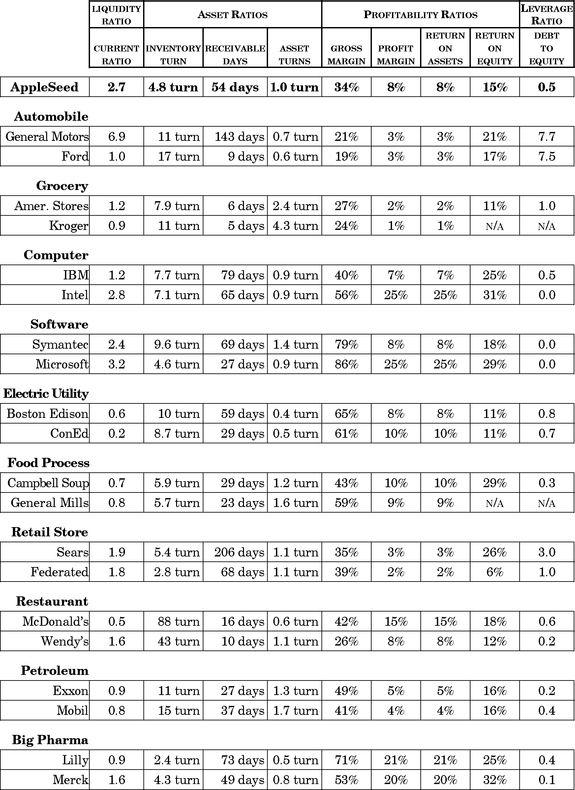 LIQUIDITY RATIO ASSET RATIOS PROFITABILITY RATIOS LEVERAGE RATIO
CURRENT RATIO INVENTORY TURN RECEIVABLE DAYS ASSET TURNS GROSS MARGIN PROFIT MARGIN RETURN ON ASSETS RETURN ON EQUITY DEBT TO EQUITY
AppleSeed 2.7 4.8 turn 54 days 1.0 turn 34% 8% 8% 15% 0.5
Automobile
General Motors 6.9 11 turn 143 days 0.7 turn 21% 3% 3% 21% 7.7
Ford 1.0 17 turn 9 days 0.6 turn 19% 3% 3% 17% 7.5
Grocery
Amer. Stores 1.2 7.9 turn 6 days 2.4 turn 27% 2% 2% 11% 1.0
Kroger 0.9 11 turn 5 days 4.3 turn 24% 1% 1% N/A N/A
Computer
IBM 1.2 7.7 turn 79 days 0.9 turn 40% 7% 7% 25% 0.5
Intel 2.8 7.1 turn 65 days 0.9 turn 56% 25% 25% 31% 0.0
Software
Symantec 2.4 9.6 turn 69 days 1.4 turn 79% 8% 8% 18% 0.0
Microsoft 3.2 4.6 turn 27 days 0.9 turn 86% 25% 25% 29% 0.0
Electric Utility
Boston Edison 0.6 10 turn 59 days 0.4 turn 65% 8% 8% 11% 0.8
ConEd 0.2 8.7 turn 29 days 0.5 turn 61% 10% 10% 11% 0.7
Food Process
Campbell Soup 0.7 5.9 turn 29 days 1.2 turn 43% 10% 10% 29% 0.3
General Mills 0.8 5.7 turn 23 days 1.6 turn 59% 9% 9% N/A N/A
Retail Store
Sears 1.9 5.4 turn 206 days 1.1 turn 35% 3% 3% 26% 3.0
Federated 1.8 2.8 turn 68 days 1.1 turn 39% 2% 2% 6% 1.0
Restaurant
McDonald's 0.5 88 turn 16 days 0.6 turn 42% 15% 15% 18% 0.6
Wendy's 1.6 43 turn 10 days 1.1 turn 26% 8% 8% 12% 0.2
Petroleum
Exxon 0.9 11 turn 27 days 1.3 turn 49% 5% 5% 16% 0.2
Mobil 0.8 15 turn 37 days 1.7 turn 41% 4% 4% 16% 0.4
Big Pharma
Lilly 0.9 2.4 turn 73 days 0.5 turn 71% 21% 21% 25% 0.4
Merck 1.6 4.3 turn 49 days 0.8 turn 53% 20% 20% 32% 0.1